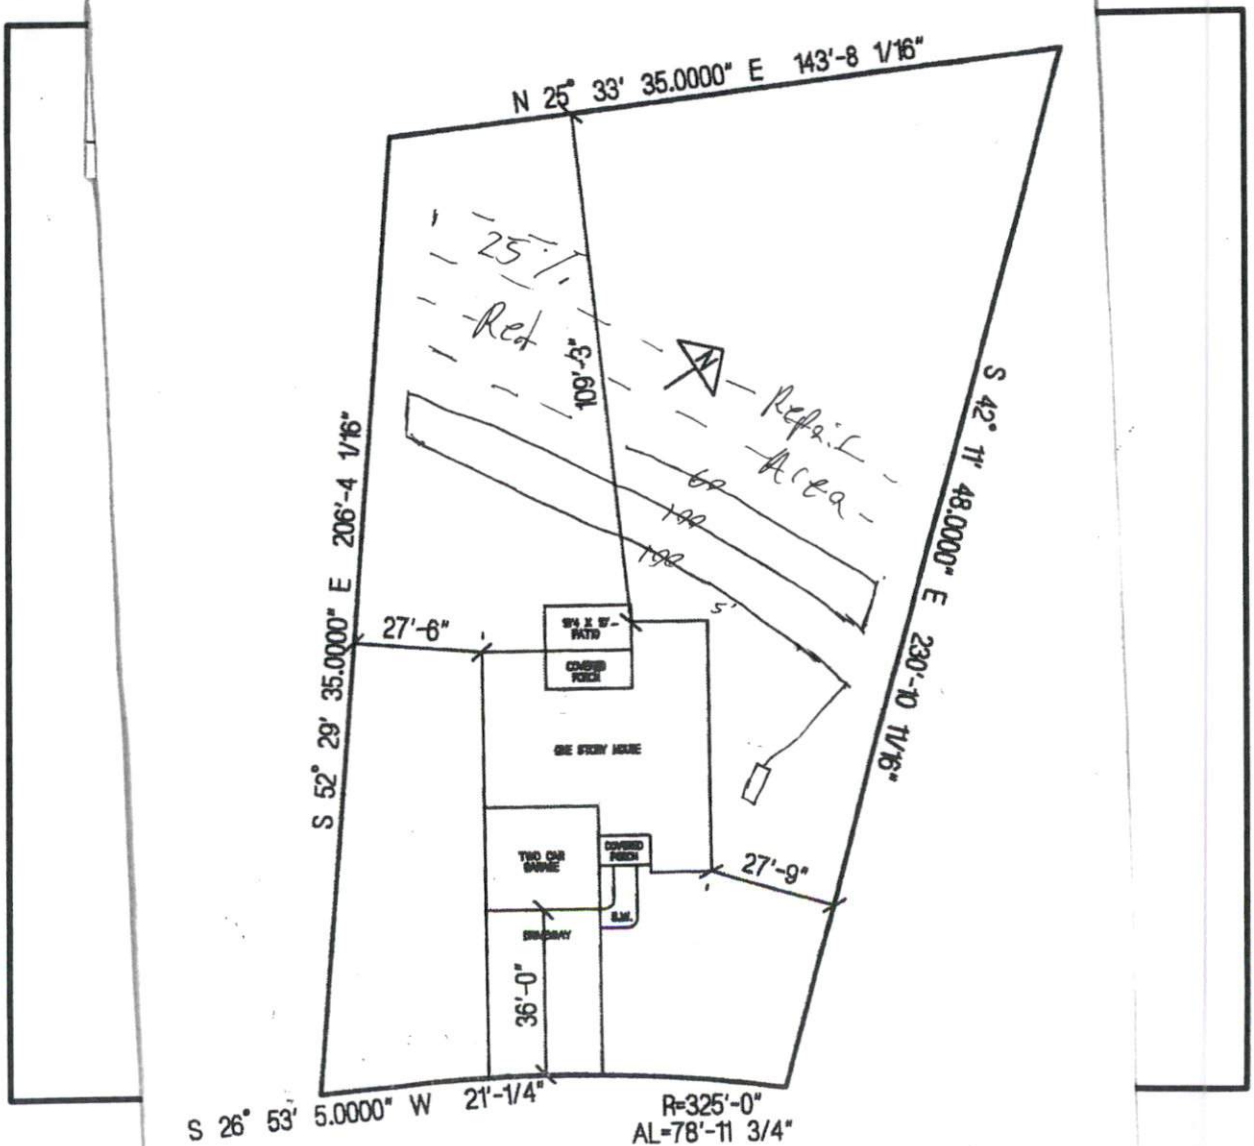 N 25° 33' 35.0000" E 143'-8 1/16"
25%
Red
109'-3"
N
Repair
Area
60
100
100
5'
S 52° 29' 35.0000" E 206'-4 1/16"
S 42° 11' 48.0000" E 230'-10 11/16"
27'-6"
PATIO
COVERED
PORCH
ONE STORY HOUSE
TWO CAR
GARAGE
COVERED
PORCH
27'-9"
S.W.
DRIVEWAY
36'-0"
S 26° 53' 5.0000" W 21'-1/4"
R=325'-0"
AL=78'-11 3/4"